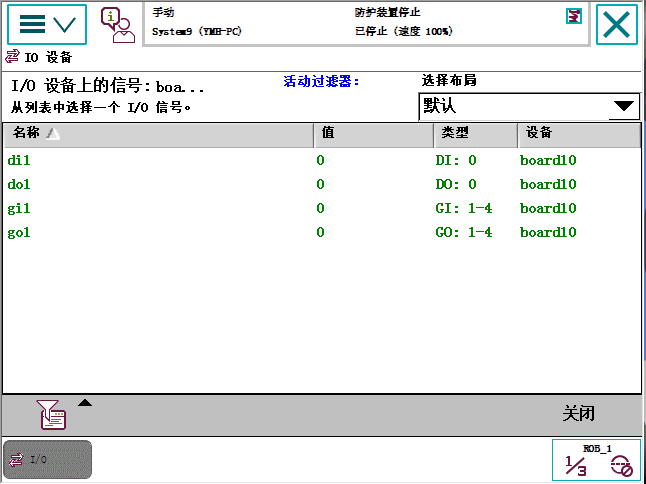 手动
防护装置停止
System9 (YMH-PC)
已停止 (速度 100%)
IO 设备
I/O 设备上的信号: boa...
活动过滤器:
选择布局
从列表中选择一个 I/O 信号。
默认
名称 值 类型 设备
di1 0 DI: 0 board10
do1 0 DO: 0 board10
gi1 0 GI: 1-4 board10
go1 0 GO: 1-4 board10
关闭
I/O
ROB_1
1/3